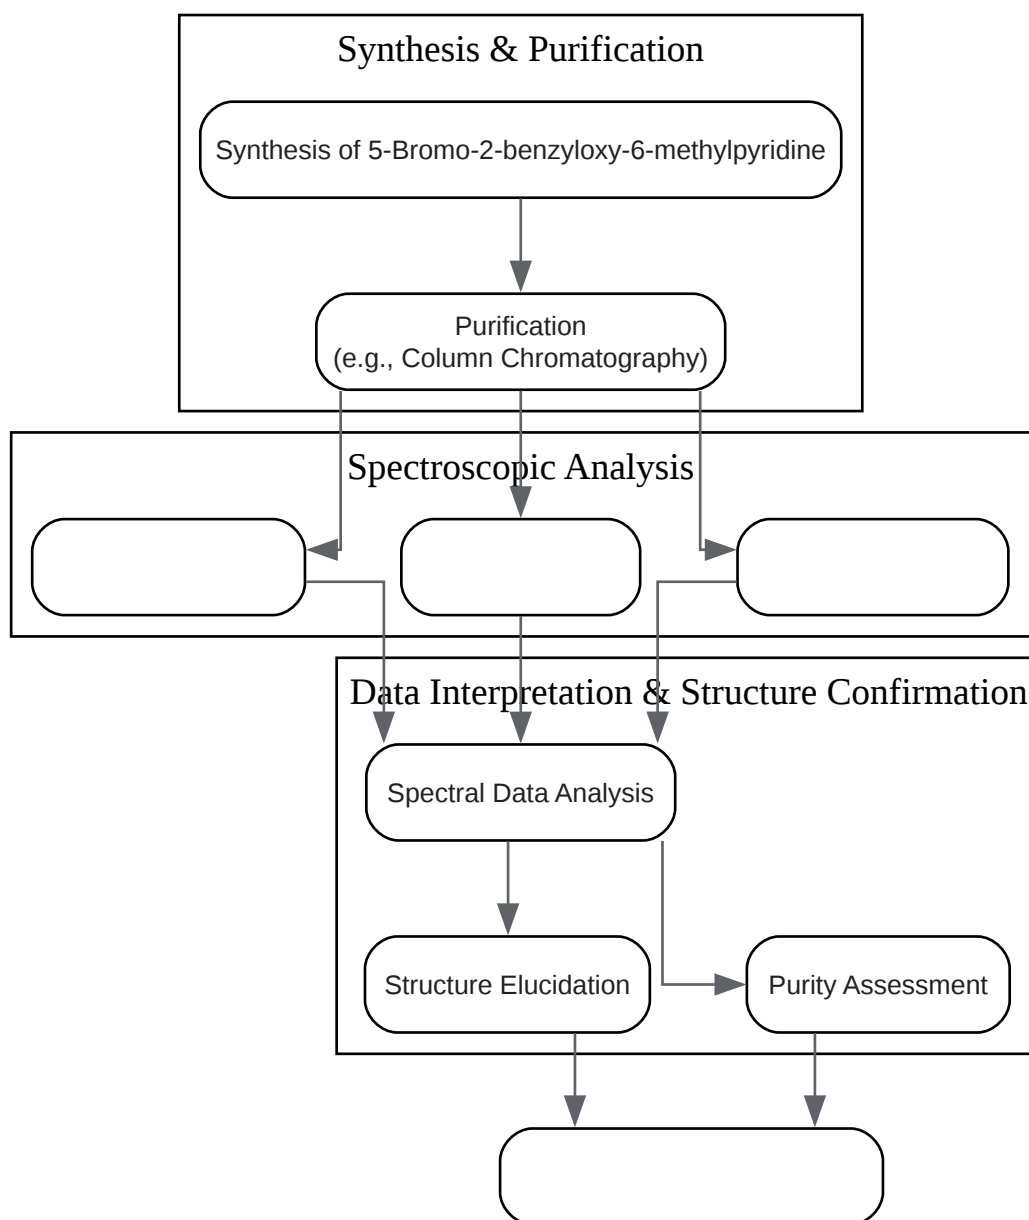 Synthesis & Purification
Synthesis of 5-Bromo-2-benzyloxy-6-methylpyridine
Purification
(e.g., Column Chromatography)
Spectroscopic Analysis
Data Interpretation & Structure Confirmation
Spectral Data Analysis
Structure Elucidation
Purity Assessment